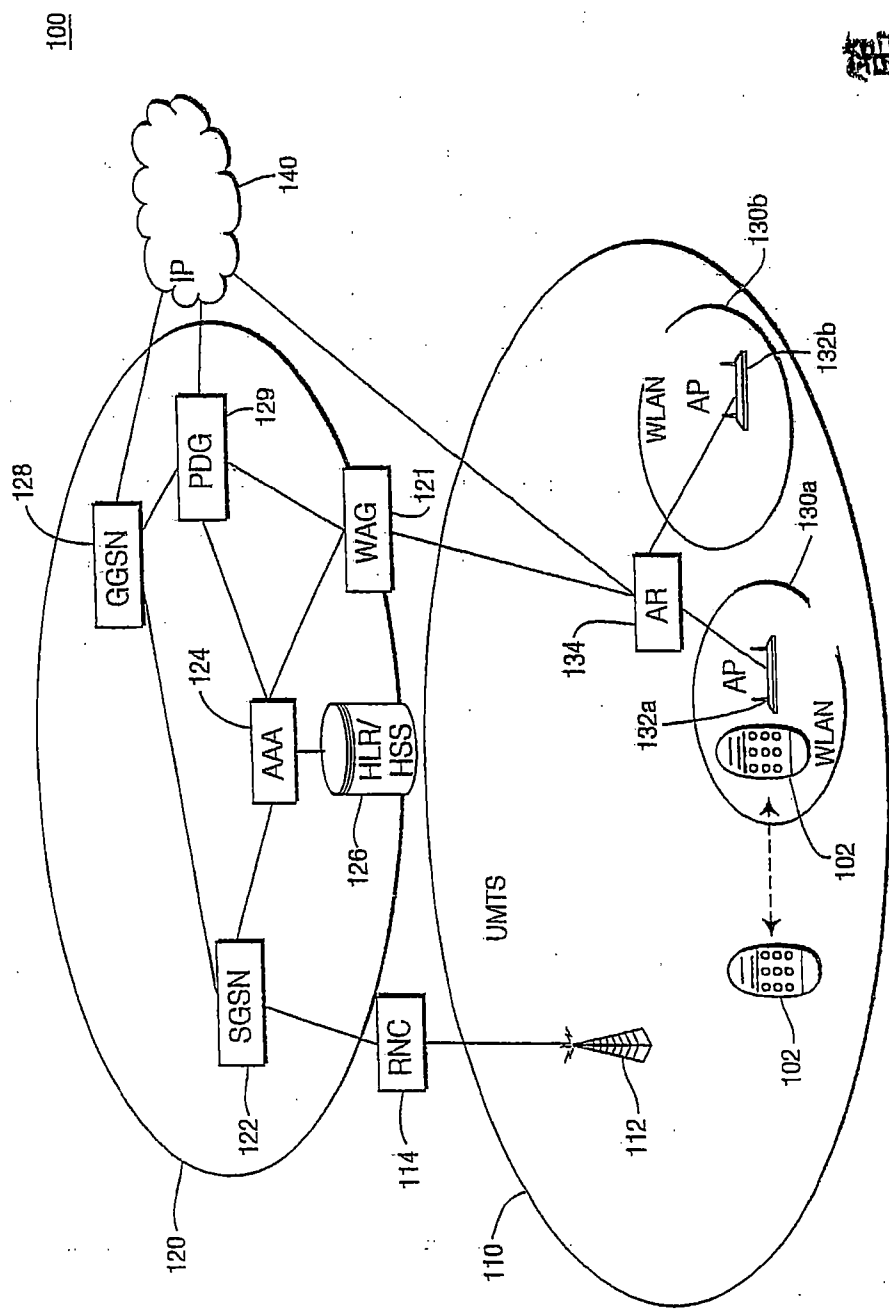 100
IP
140
128
GGSN
PDG
129
124
AAA
WAG
121
HLR/
HSS
126
SGSN
122
120
RNC
114
UMTS
110
112
134
AR
WLAN
AP
132b
130b
130a
AP
132a
WLAN
102
102